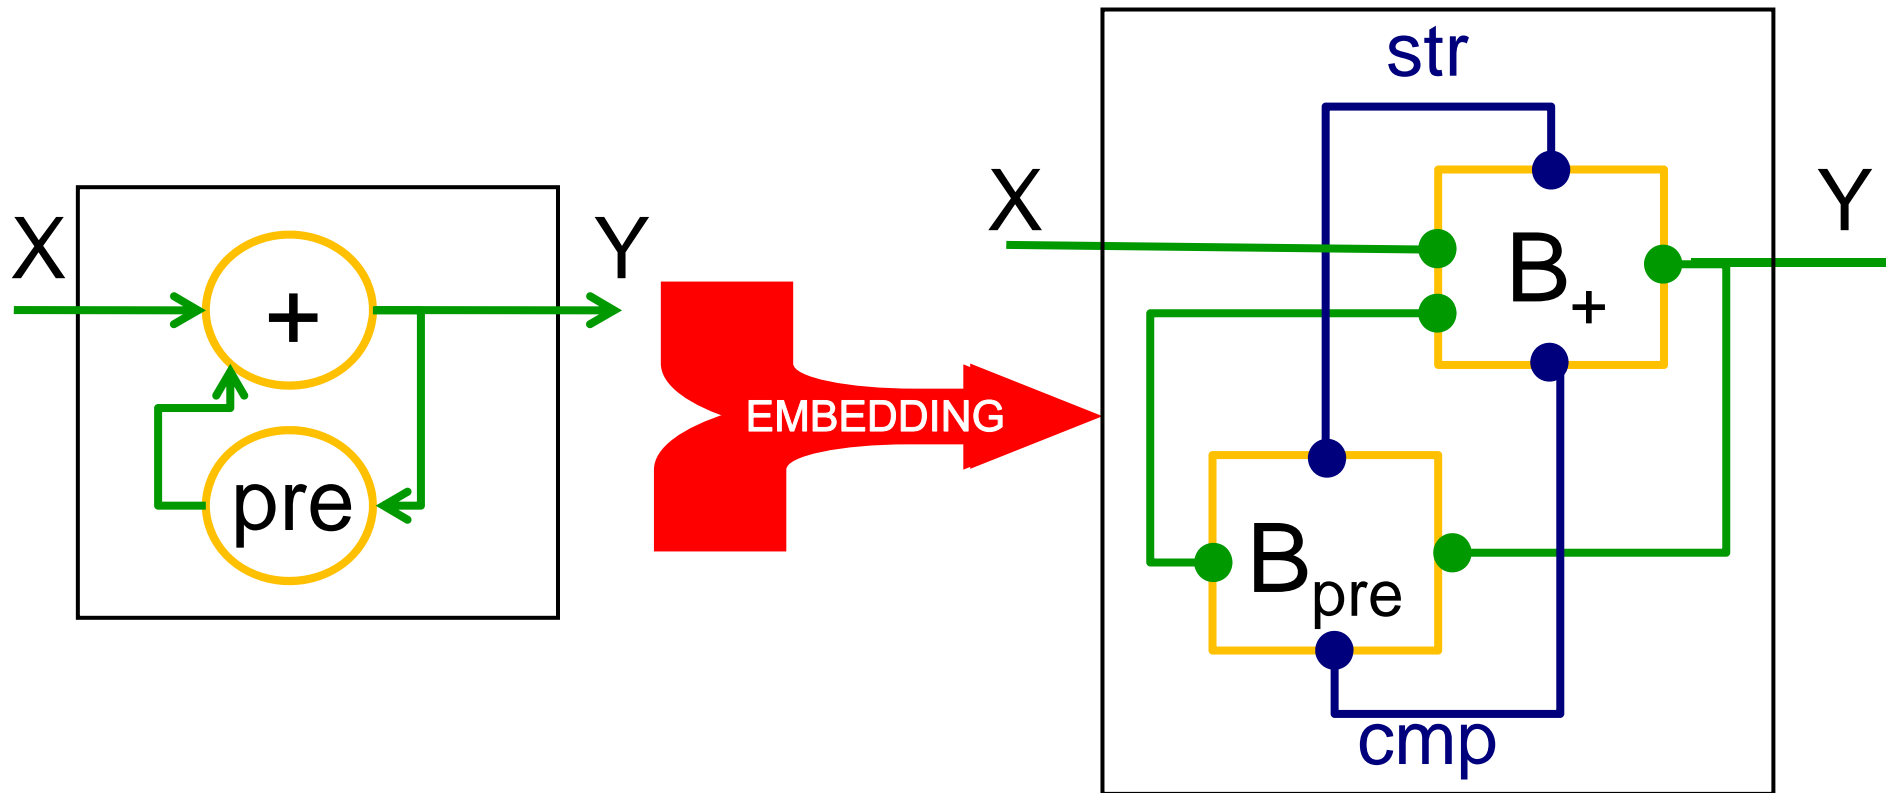 X
+
Y
pre
EMBEDDING
str
X
B+
Y
Bpre
cmp